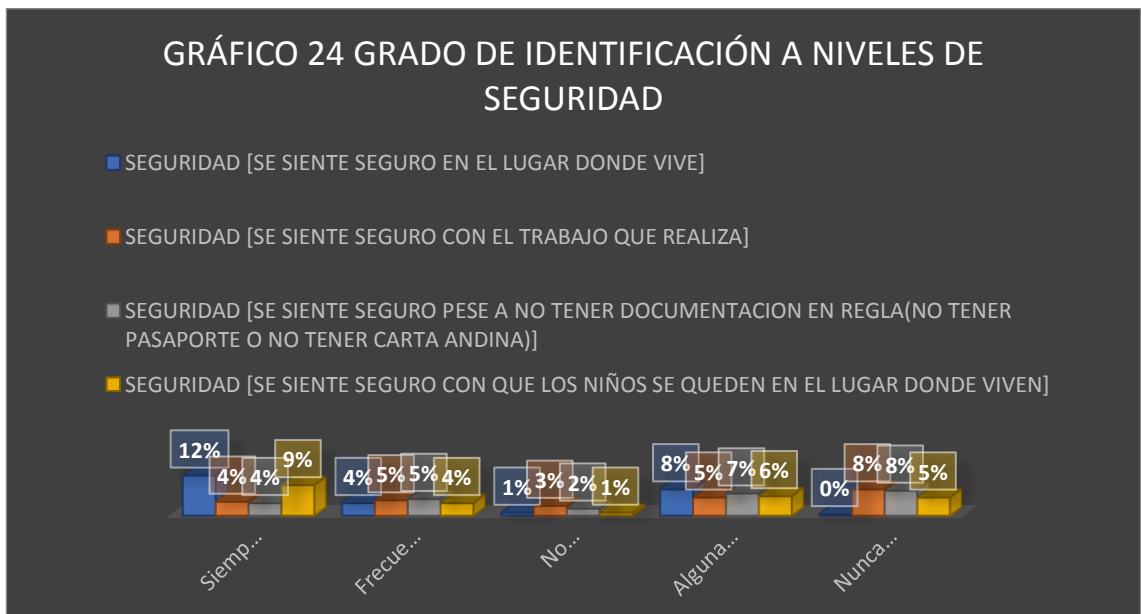 GRÁFICO 24 GRADO DE IDENTIFICACIÓN A NIVELES DE
SEGURIDAD
SEGURIDAD [SE SIENTE SEGURO EN EL LUGAR DONDE VIVE]
SEGURIDAD [SE SIENTE SEGURO CON EL TRABAJO QUE REALIZA]
SEGURIDAD [SE SIENTE SEGURO PESE A NO TENER DOCUMENTACION EN REGLA(NO TENER
PASAPORTE O NO TENER CARTA ANDINA)]
SEGURIDAD [SE SIENTE SEGURO CON QUE LOS NIÑOS SE QUEDEN EN EL LUGAR DONDE VIVEN]
12% 4% 4% 9% 4% 5% 5% 4% 1% 3% 2% 1% 8% 5% 7% 6% 0% 8% 8% 5%
Siemp... Frecue... No... Alguna... Nunca...